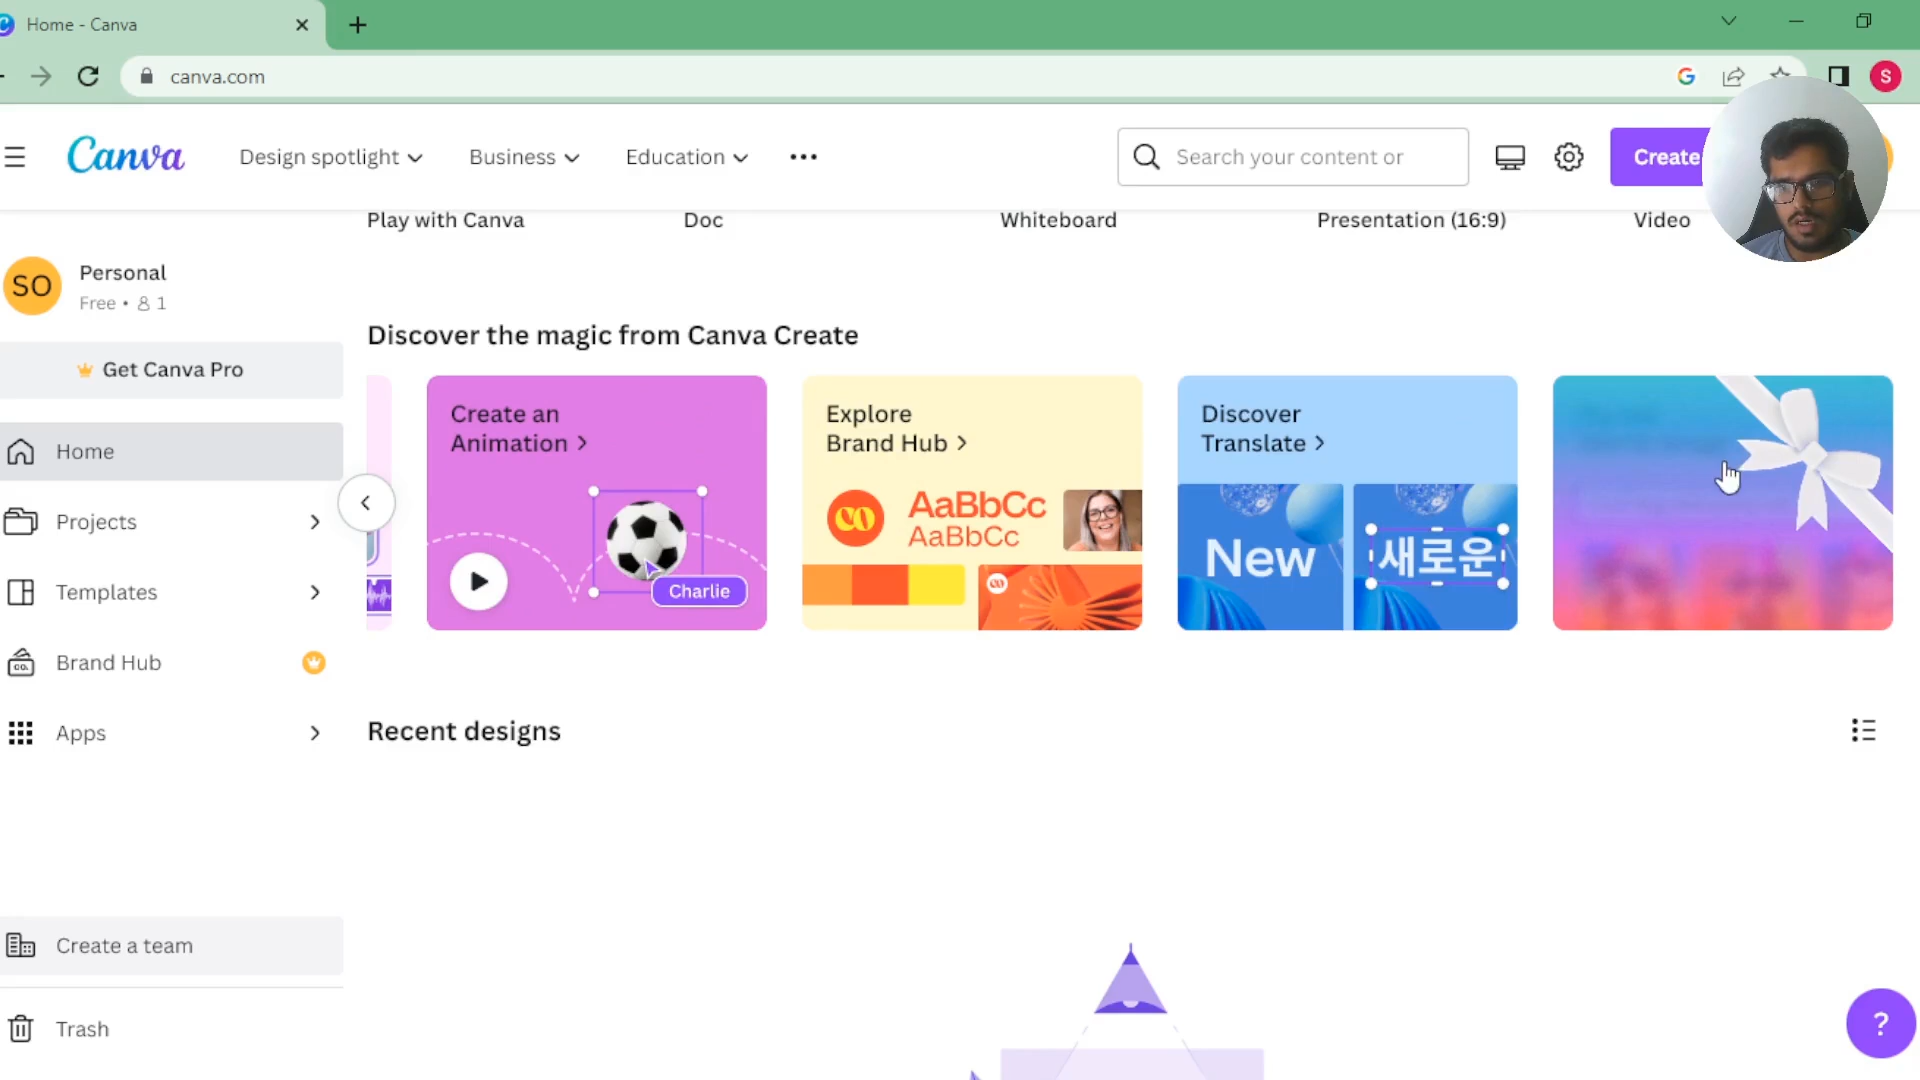 Home - Canva
canva.com
S
Canva
Design spotlight
Business
Education
Search your content or
Create
Play with Canva
Doc
Whiteboard
Presentation (16:9)
Video
SO
Personal
Free • 1
Get Canva Pro
Home
Projects
Templates
Brand Hub
CO.
Apps
Create a team
Trash
Discover the magic from Canva Create
Create an
Animation
Charlie
Explore
Brand Hub
AaBbCc
AaBbCc
Discover
Translate
New
새로운
Recent designs
?